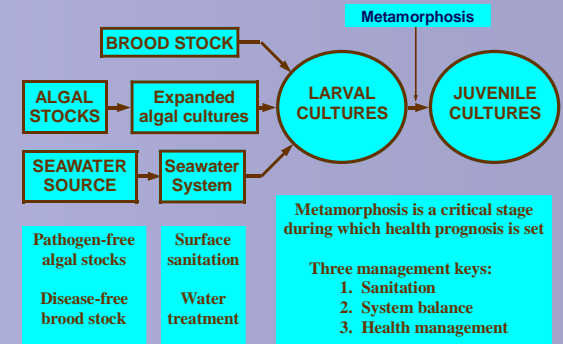 Metamorphosis
BROOD STOCK
ALGAL
STOCKS
Expanded
algal cultures
LARVAL
CULTURES
JUVENILE
CULTURES
SEAWATER
SOURCE
Seawater
System
Pathogen-free
algal stocks
Disease-free
brood stock
Surface
sanitation
Water
treatment
Metamorphosis is a critical stage
during which health prognosis is set
Three management keys:
1. Sanitation
2. System balance
3. Health management